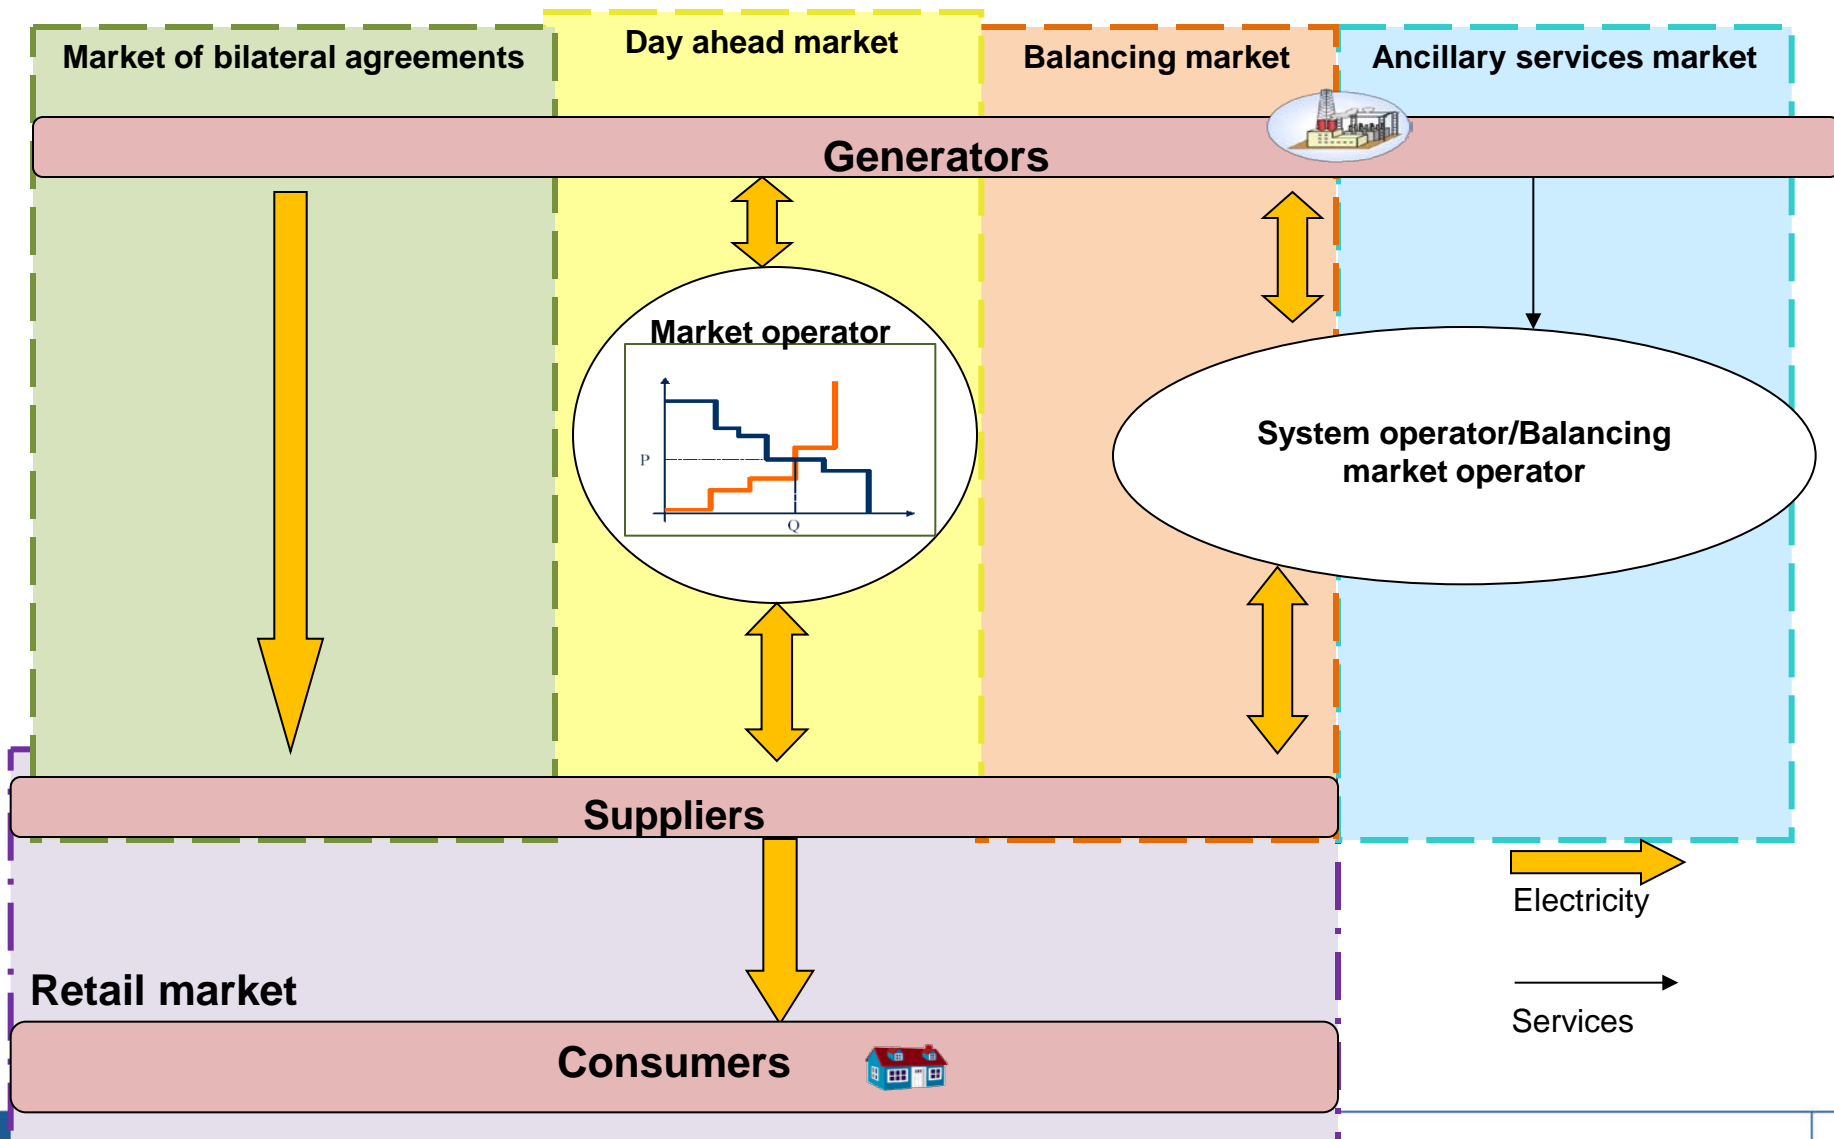 Market of bilateral agreements
Day ahead market
Balancing market
Ancillary services market
Generators
Market operator
P
Q
System operator/Balancing
market operator
Suppliers
Electricity
Retail market
Services
Consumers